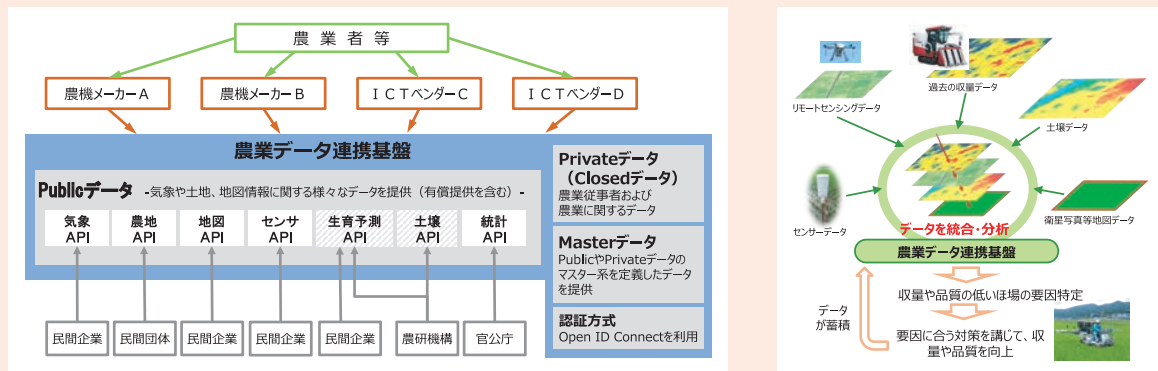 農業者等
農機メーカーA
農機メーカーB
ICTベンダーC
ICTベンダーD
農業データ連携基盤
Publicデータ -気象や土地、地図情報に関する様々なデータを提供（有償提供を含む）-
気象
API
農地
API
地図
API
センサ
API
生育予測
API
土壌
API
統計
API
民間企業
民間団体
民間企業
民間企業
民間企業
農研機構
官公庁
Privateデータ
（Closedデータ）
農業従事者および
農業に関するデータ
Masterデータ
PublicやPrivateデータの
マスター系を定義したデータ
を提供
認証方式
Open ID Connectを利用
リモートセンシングデータ
過去の収量データ
土壌データ
センサーデータ
衛星写真等地図データ
データを統合・分析
農業データ連携基盤
収量や品質の低いほ場の要因特定
データ
が蓄積
要因に合う対策を講じて、収
量や品質を向上